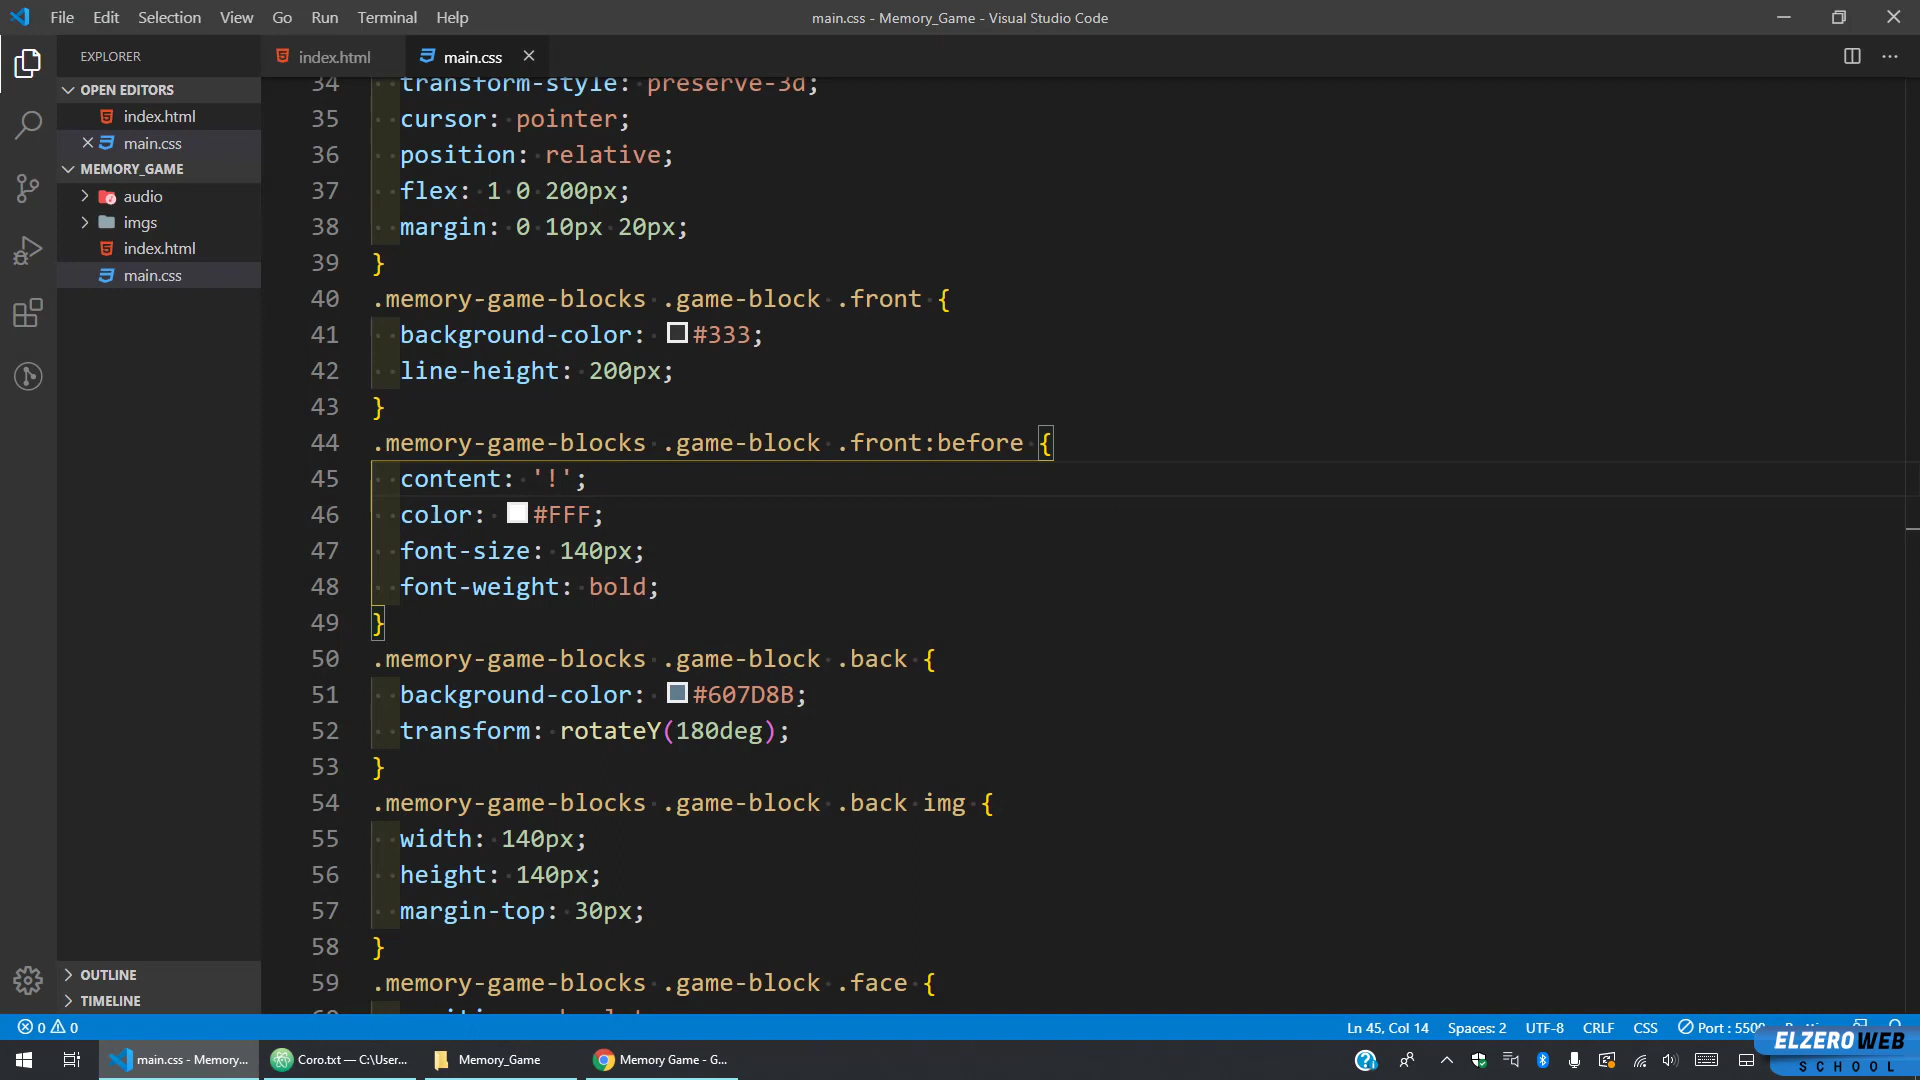 File Edit Selection View Go Run Terminal Help
main.css - Memory_Game - Visual Studio Code
EXPLORER
OPEN EDITORS
index.html
main.css
MEMORY_GAME
audio
imgs
index.html
main.css
OUTLINE
TIMELINE
index.html
main.css
34 transform-style: preserve-3d;
35 cursor: pointer;
36 position: relative;
37 flex: 1 0 200px;
38 margin: 0 10px 20px;
39 }
40 .memory-game-blocks .game-block .front {
41 background-color: #333;
42 line-height: 200px;
43 }
44 .memory-game-blocks .game-block .front:before {
45 content: '!';
46 color: #FFF;
47 font-size: 140px;
48 font-weight: bold;
49 }
50 .memory-game-blocks .game-block .back {
51 background-color: #607D8B;
52 transform: rotateY(180deg);
53 }
54 .memory-game-blocks .game-block .back img {
55 width: 140px;
56 height: 140px;
57 margin-top: 30px;
58 }
59 .memory-game-blocks .game-block .face {
0 0
Ln 45, Col 14 Spaces: 2 UTF-8 CRLF CSS Port : 5500
main.css - Memory...
Coro.txt — C:\User...
Memory_Game
Memory Game - G...
ELZEROWEB
SCHOOL